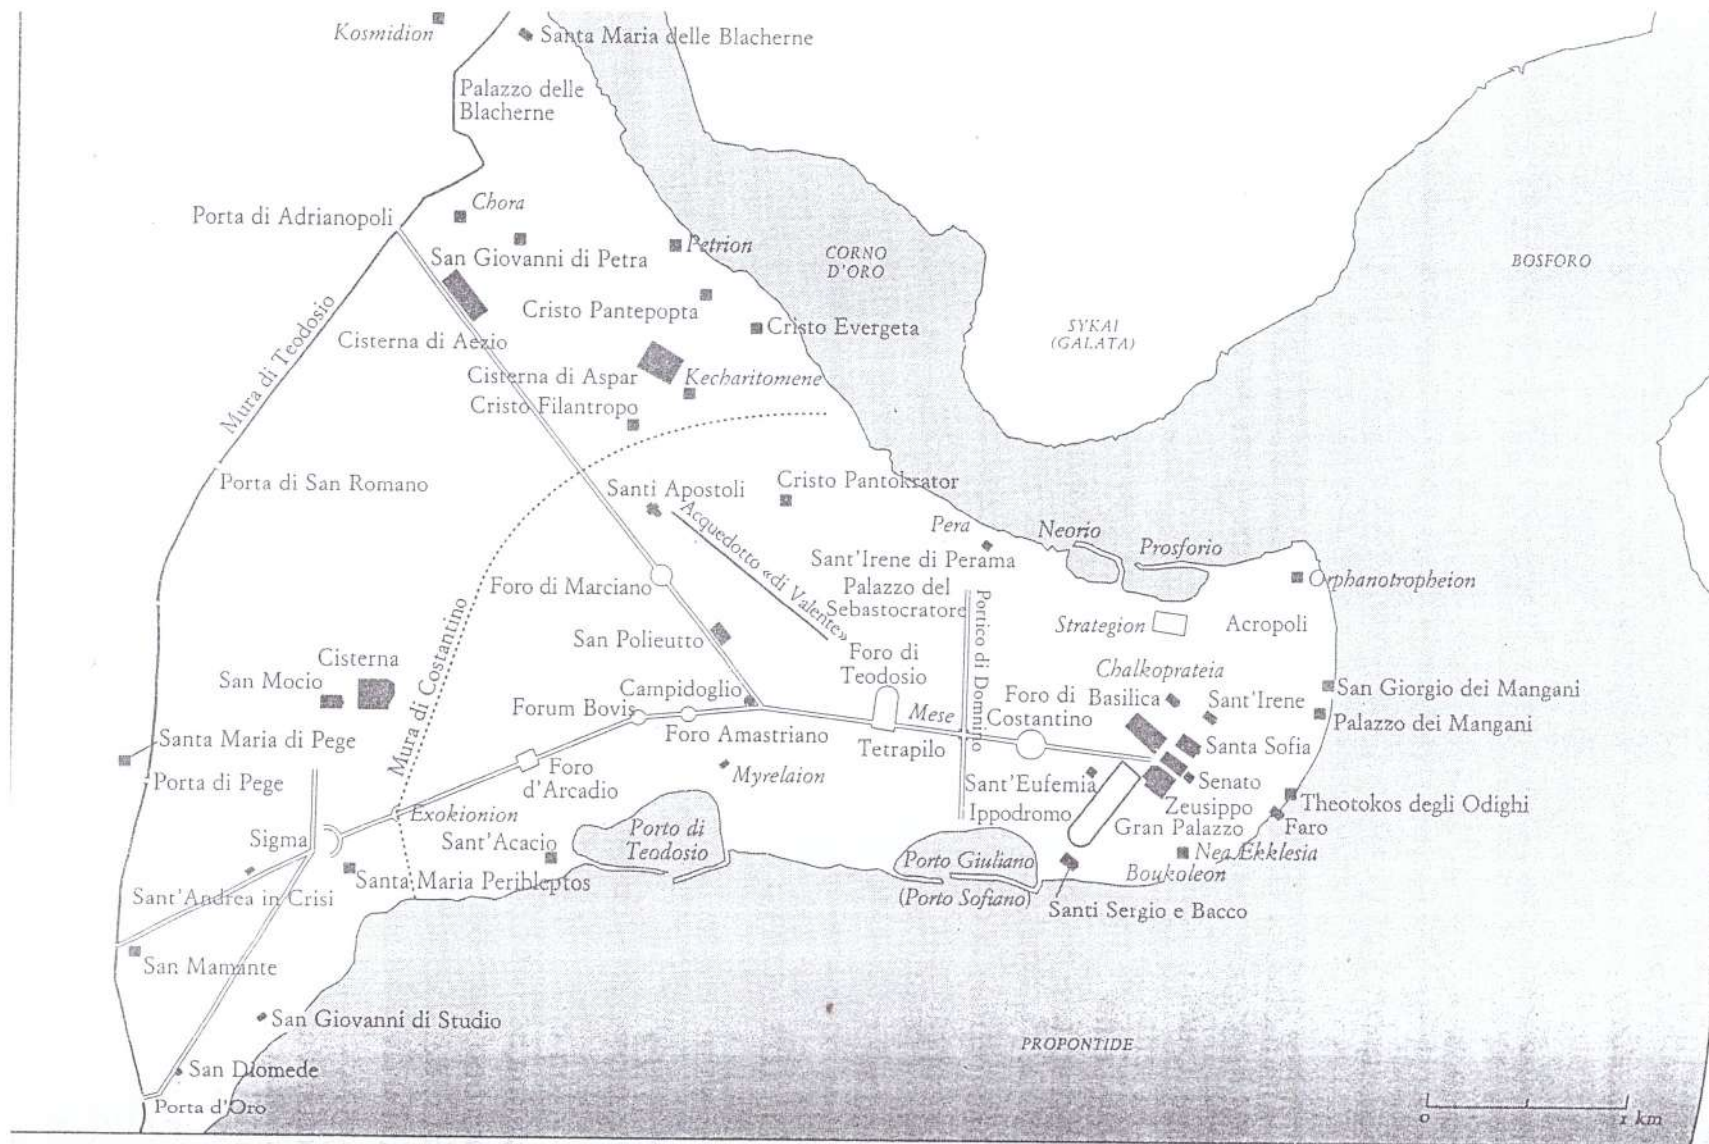 Kosmidion
Santa Maria delle Blacherne
Palazzo delle
Blacherne
Chora
Porta di Adrianopoli
San Giovanni di Petra
Petrion
CORNO
D'ORO
BOSFORO
Cristo Pantepopta
Cristo Evergeta
SYKAI
(GALATA)
Mura di Teodosio
Cisterna di Aezio
Cisterna di Aspar
Kecharitomene
Cristo Filantropo
Porta di San Romano
Santi Apostoli
Cristo Pantokrator
Acquedotto «di Valente»
Pera
Neorio
Prosforio
Sant'Irene di Perama
Orphanotropheion
Foro di Marciano
Palazzo del
Sebastocratore
Portico di Domnino
Strategion
Acropoli
Mura di Costantino
San Polieutto
Cisterna
San Mocio
Foro di
Teodosio
Chalkoprateia
Campidoglio
Foro di
Costantino
Basilica
Sant'Irene
San Giorgio dei Mangani
Forum Bovis
Mese
Palazzo dei Mangani
Santa Maria di Pege
Foro Amastriano
Tetrapilo
Santa Sofia
Porta di Pege
Foro
d'Arcadio
Myrelaion
Sant'Eufemia
Senato
Zeusippo
Theotokos degli Odighi
Exokionion
Ippodromo
Gran Palazzo
Faro
Sigma
Sant'Acacio
Porto di
Teodosio
Porto Giuliano
(Porto Sofiano)
Nea Ekklesia
Boukoleon
Santa Maria Peribleptos
Sant'Andrea in Crisi
Santi Sergio e Bacco
San Mamante
San Giovanni di Studio
PROPONTIDE
San Diomede
Porta d'Oro
0 1 km